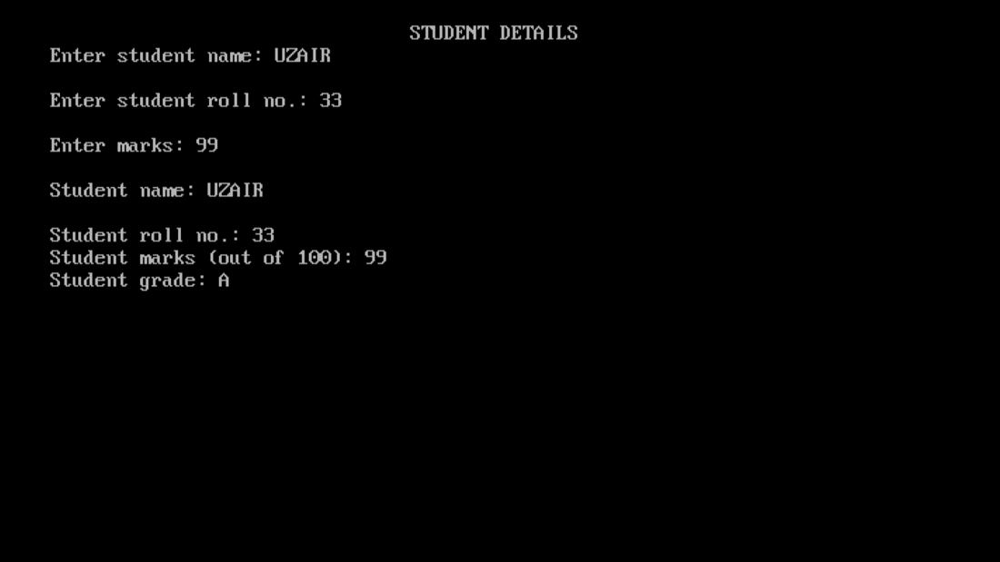 STUDENT DETAILS
Enter student name: UZAIR
Enter student roll no.: 33
Enter marks: 99
Student name: UZAIR
Student roll no.: 33
Student marks (out of 100): 99
Student grade: A